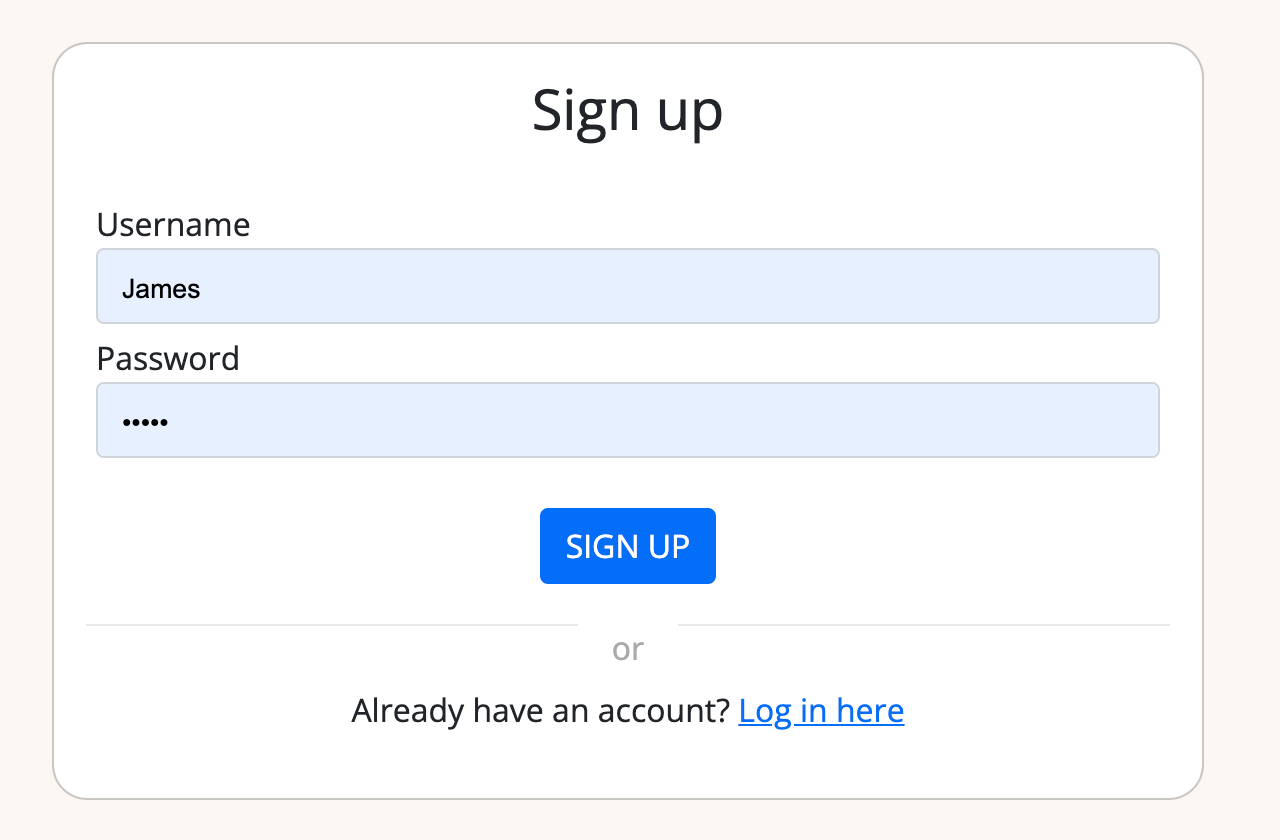 Sign up
Username
James
Password
•••••
SIGN UP
or
Already have an account? Log in here